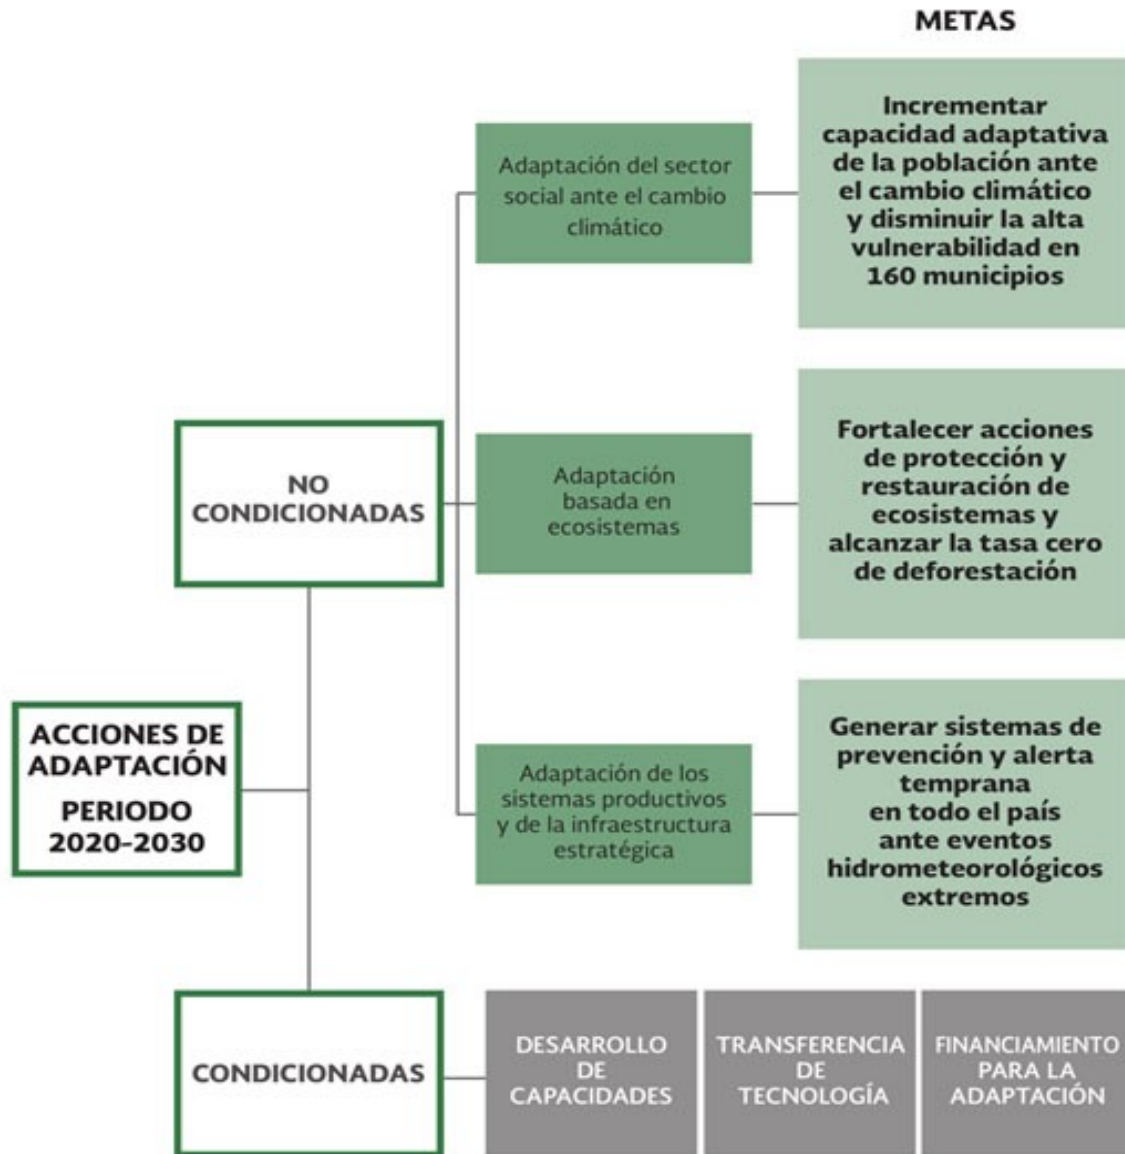 METAS
Adaptación del sector
social ante el cambio
climático
Incrementar
capacidad adaptativa
de la población ante
el cambio climático
y disminuir la alta
vulnerabilidad en
160 municipios
NO
CONDICIONADAS
Adaptación
basada en
ecosistemas
Fortalecer acciones
de protección y
restauración de
ecosistemas y
alcanzar la tasa cero
de deforestación
ACCIONES DE
ADAPTACIÓN
PERIODO
2020-2030
Adaptación de los
sistemas productivos
y de la infraestructura
estratégica
Generar sistemas de
prevención y alerta
temprana
en todo el país
ante eventos
hidrometeorológicos
extremos
CONDICIONADAS
DESARROLLO
DE
CAPACIDADES
TRANSFERENCIA
DE
TECNOLOGÍA
FINANCIAMIENTO
PARA LA
ADAPTACIÓN